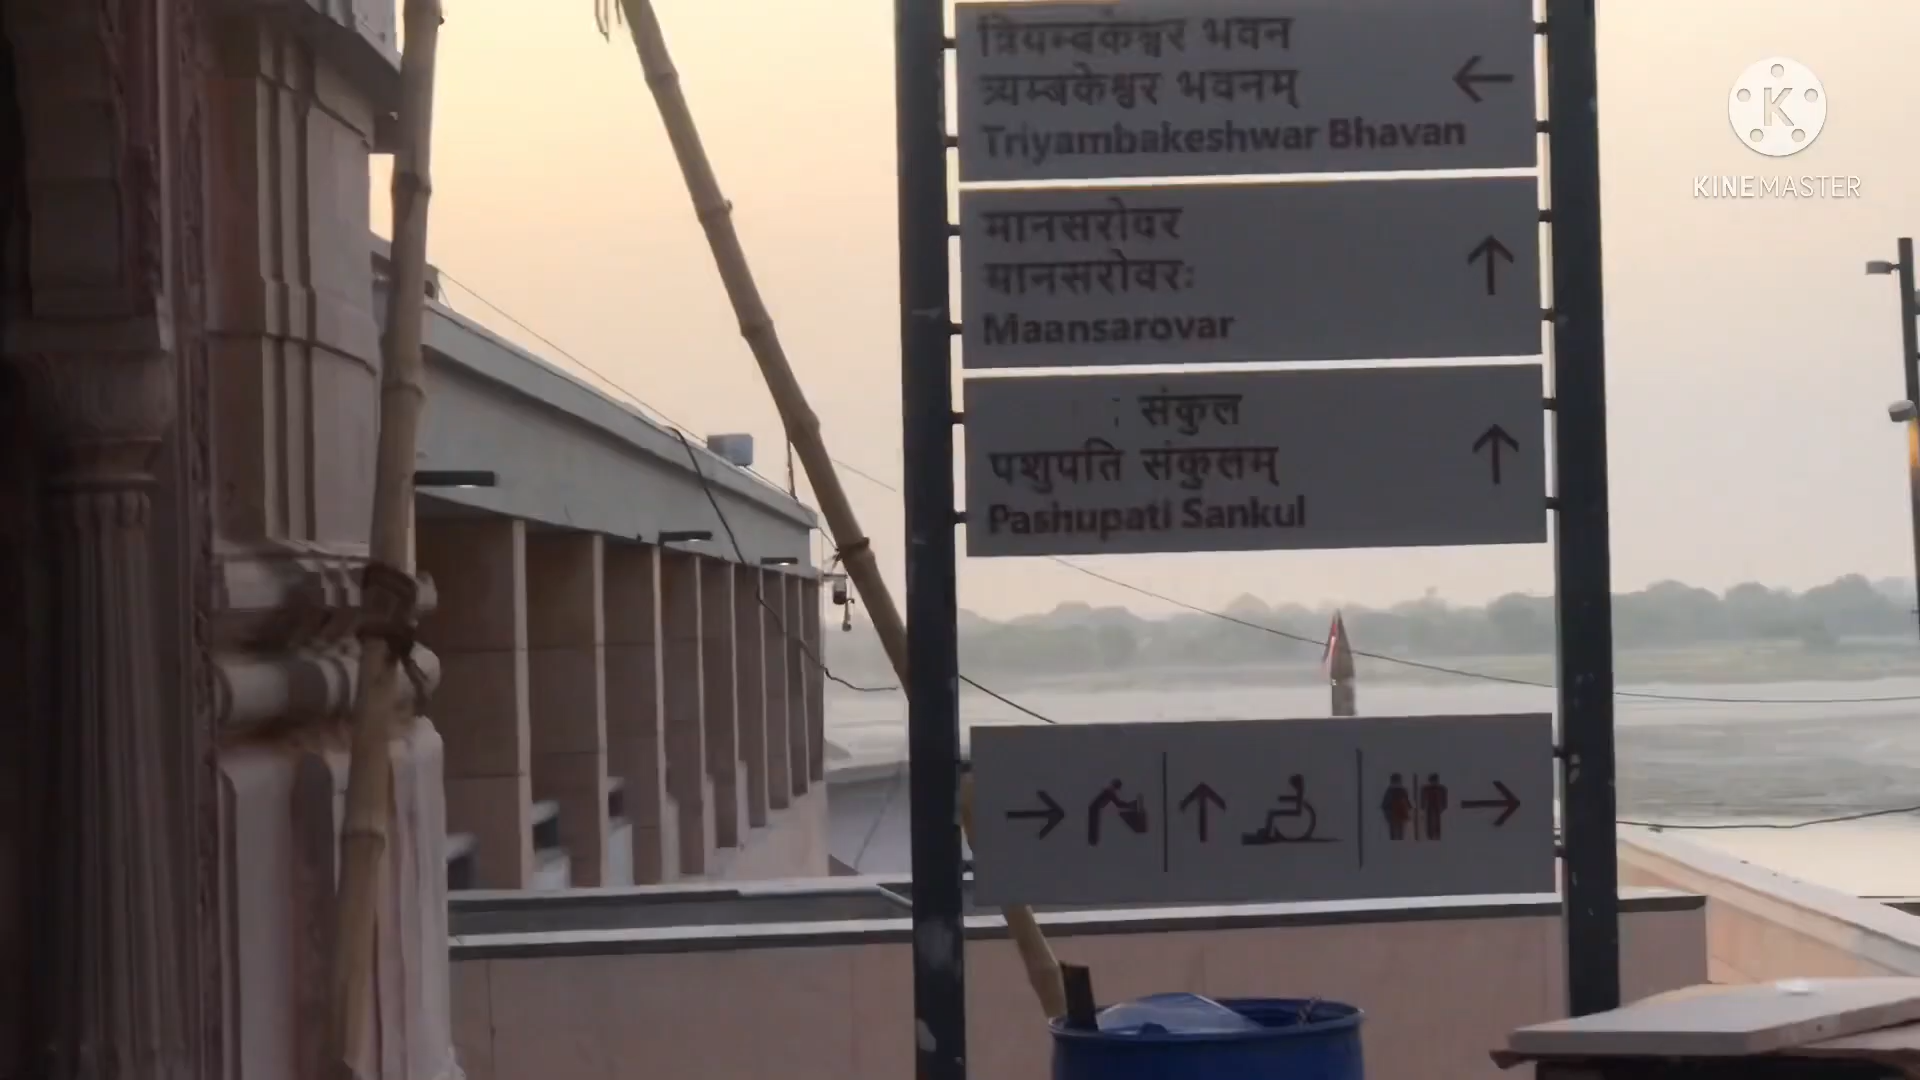 त्रियम्बकेश्वर भवन
त्र्यम्बकेश्वर भवनम्
Triyambakeshwar Bhavan
मानसरोवर
मानसरोवरः
Maansarovar
संकुल
पशुपति संकुलम्
Pashupati Sankul
K
KINEMASTER